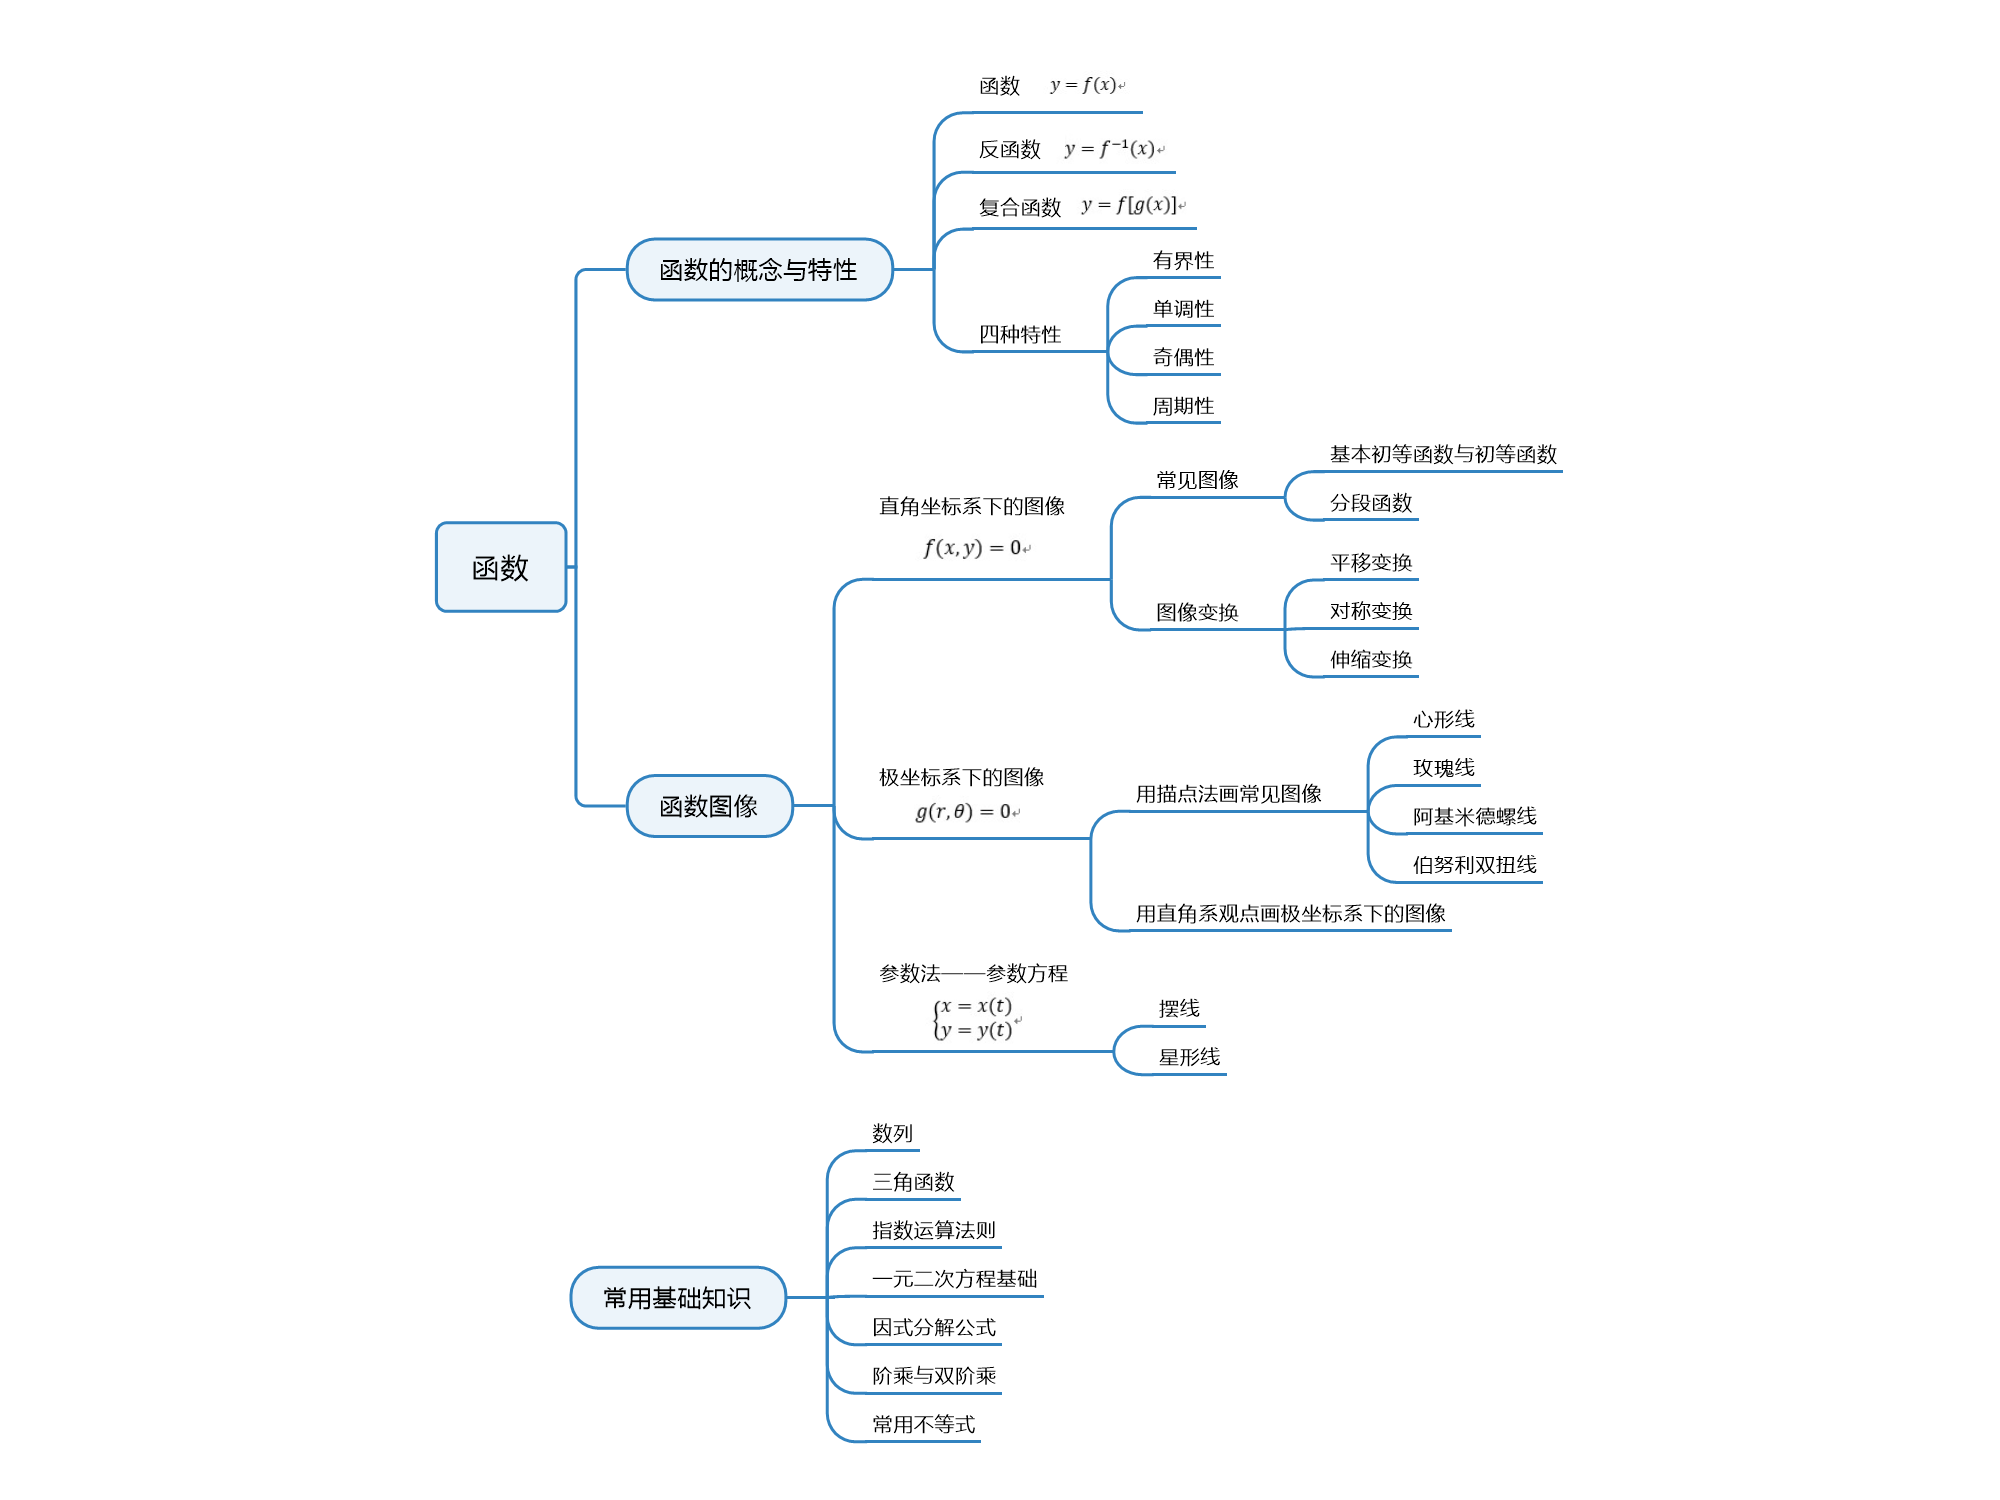 函数 y = f(x)
反函数 y = f⁻¹(x)
复合函数 y = f[g(x)]
有界性
单调性
奇偶性
周期性
四种特性
函数的概念与特性
函数
基本初等函数与初等函数
分段函数
常见图像
直角坐标系下的图像
f(x, y) = 0
平移变换
对称变换
伸缩变换
图像变换
函数图像
心形线
玫瑰线
阿基米德螺线
伯努利双扭线
极坐标系下的图像
g(r, θ) = 0
用描点法画常见图像
用直角系观点画极坐标系下的图像
参数法——参数方程
x = x(t)
y = y(t)
摆线
星形线
数列
三角函数
指数运算法则
一元二次方程基础
因式分解公式
阶乘与双阶乘
常用不等式
常用基础知识